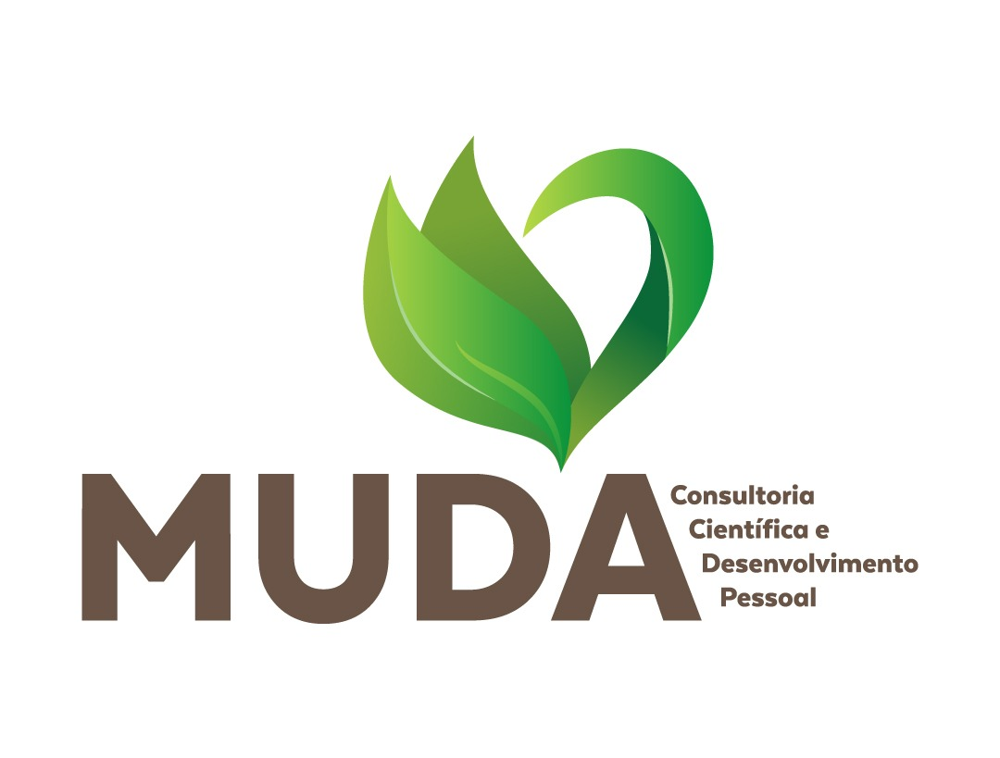 MUDA
Consultoria
Científica e
Desenvolvimento
Pessoal